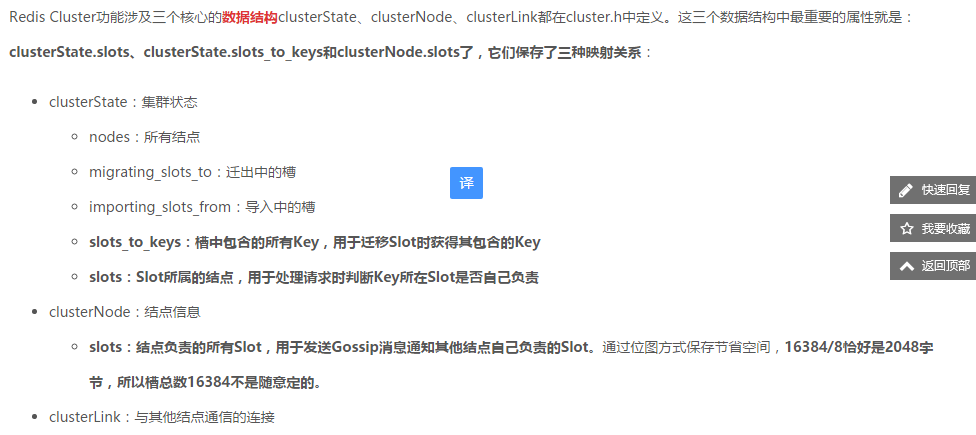 Redis Cluster功能涉及三个核心的数据结构clusterState、clusterNode、clusterLink都在cluster.h中定义。这三个数据结构中最重要的属性就是：
clusterState.slots、clusterState.slots_to_keys和clusterNode.slots了，它们保存了三种映射关系：
clusterState：集群状态
nodes：所有结点
migrating_slots_to：迁出中的槽
译
快速回复
importing_slots_from：导入中的槽
我要收藏
slots_to_keys：槽中包含的所有Key，用于迁移Slot时获得其包含的Key
返回顶部
slots：Slot所属的结点，用于处理请求时判断Key所在Slot是否自己负责
clusterNode：结点信息
slots：结点负责的所有Slot，用于发送Gossip消息通知其他结点自己负责的Slot。通过位图方式保存节省空间，16384/8恰好是2048字
节，所以槽总数16384不是随意定的。
clusterLink：与其他结点通信的连接